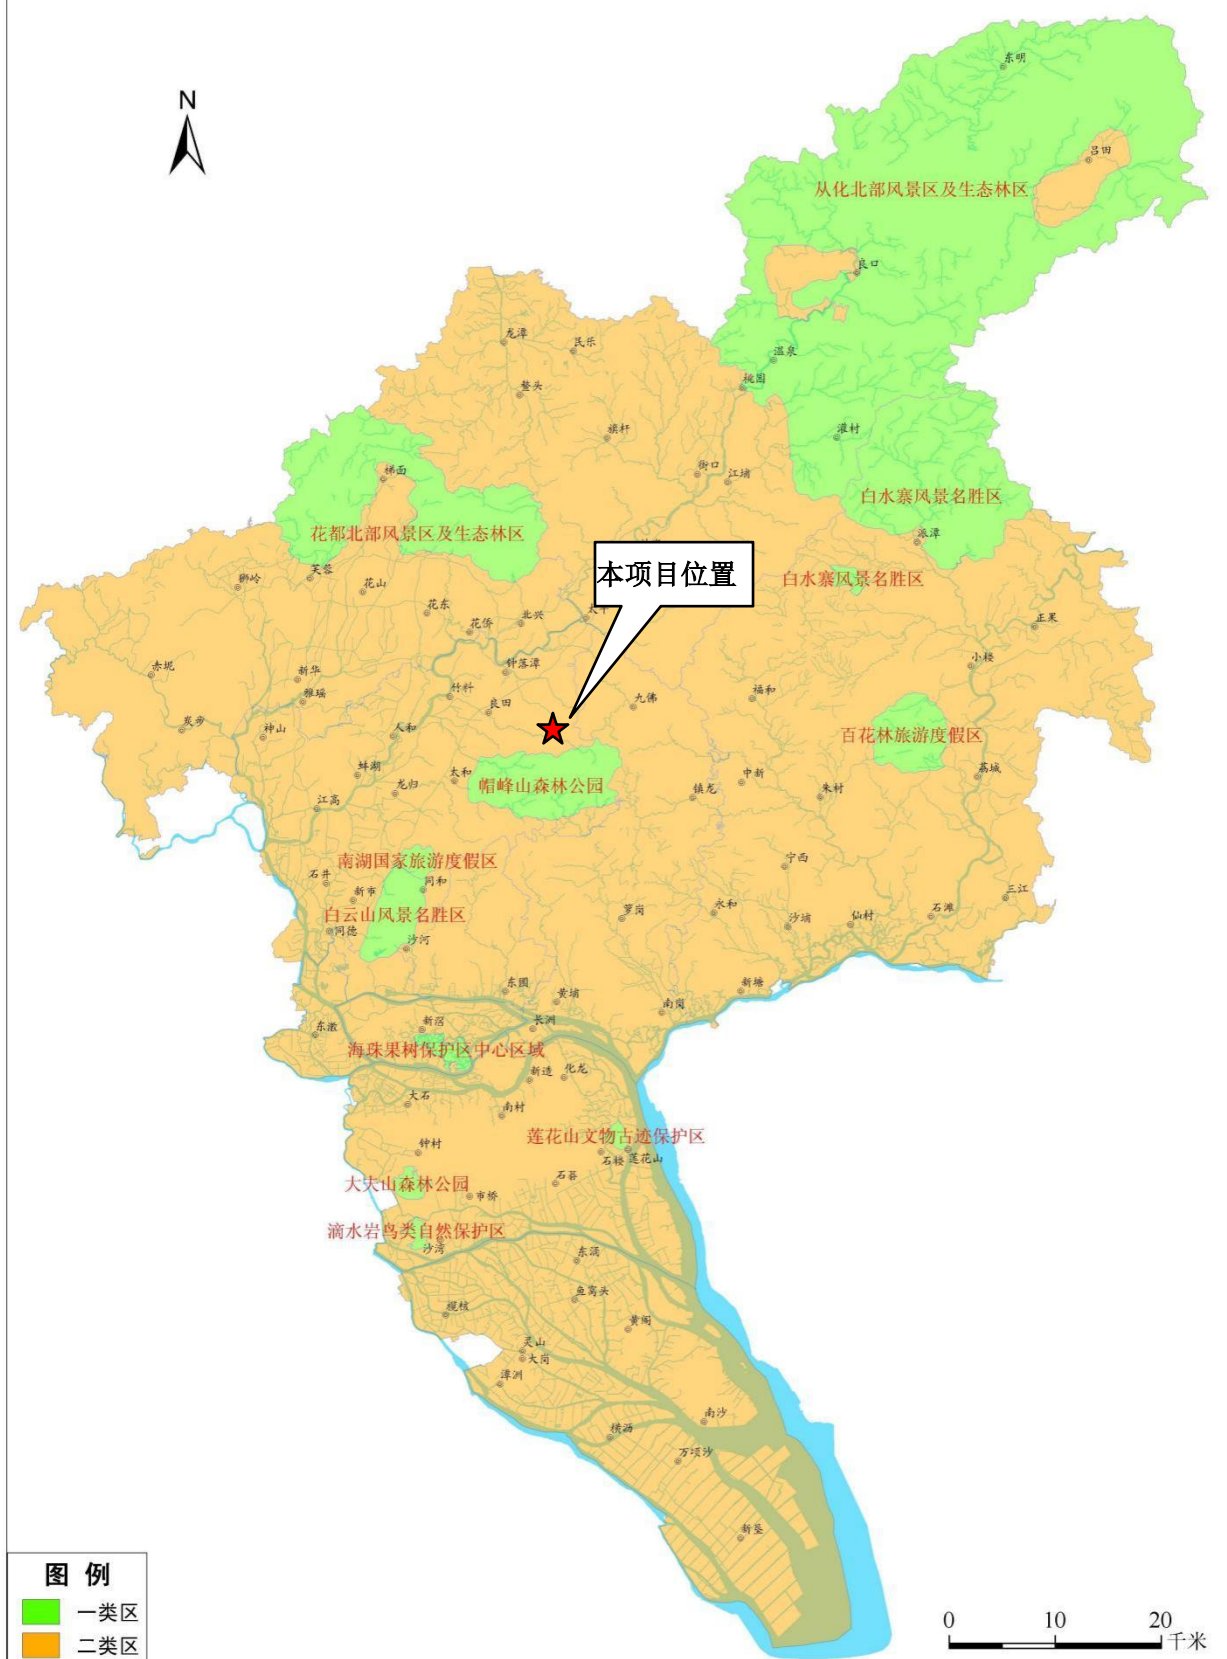 N
东明
吕田
从化北部风景区及生态林区
良口
龙潭
民乐
温泉
桃园
鳌头
旗杆
灌村
街口
江埔
梯面
白水寨风景名胜区
花都北部风景区及生态林区
派潭
本项目位置
白水寨风景名胜区
狮岭
芙蓉
花山
花东
花侨
北兴
太平
正果
赤坭
新华
雅瑶
钟落潭
小楼
竹料
良田
九佛
福和
炭步
神山
人和
百花林旅游度假区
蚌湖
太和
龙归
帽峰山森林公园
中新
镇龙
朱村
荔城
江高
南湖国家旅游度假区
石井
同和
宁西
新市
三江
白云山风景名胜区
萝岗
永和
石滩
同德
沙河
沙埔
仙村
东圃
黄埔
南岗
新塘
东漖
新滘
长洲
海珠果树保护区中心区域
新造
化龙
大石
南村
莲花山文物古迹保护区
钟村
石楼
莲花山
大夫山森林公园
市桥
石碁
滴水岩鸟类自然保护区
沙湾
东涌
鱼窝头
榄核
黄阁
灵山
大岗
潭洲
南沙
横沥
万顷沙
新垦
图 例
一类区
二类区
0 10 20
千米